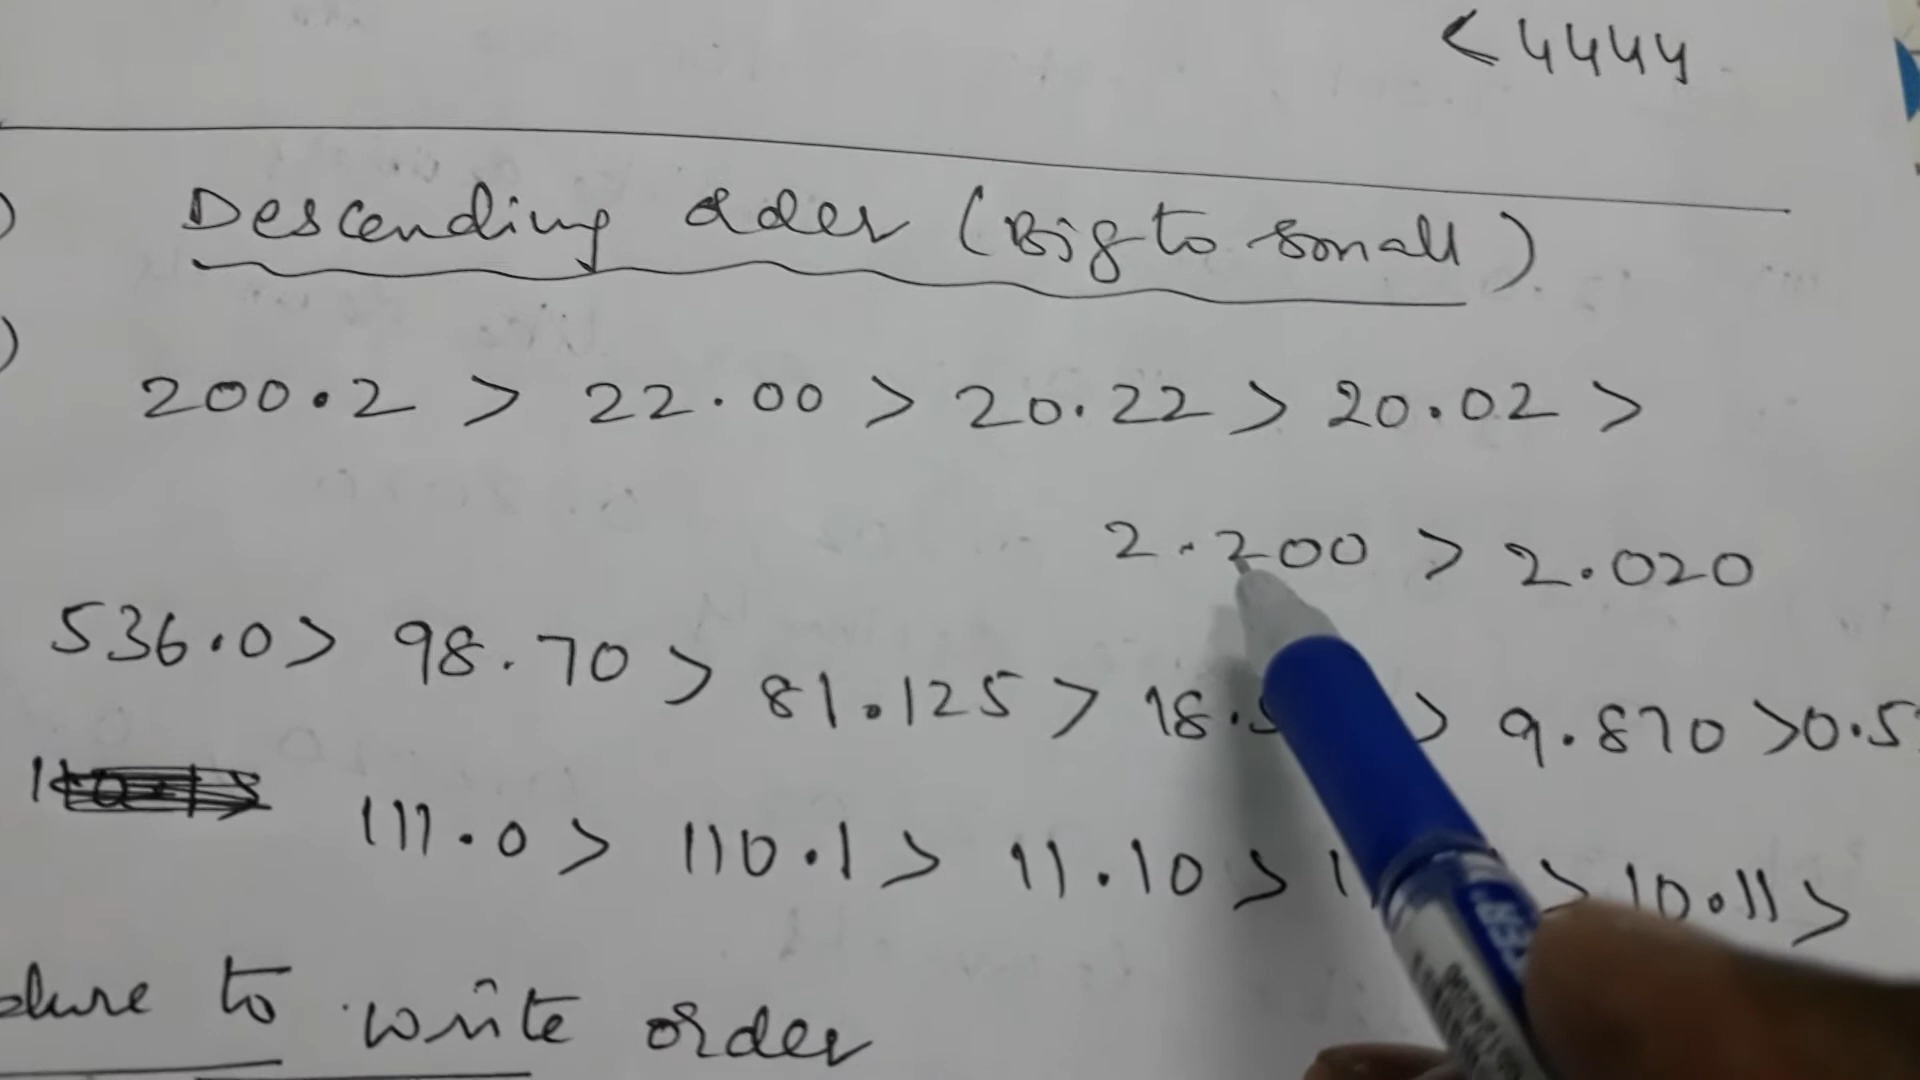 < 4444
Descending order (Big to small)
200.2 > 22.00 > 20.22 > 20.02 >
2.200 > 2.020
536.0 > 98.70 > 81.125 > 18. > 9.870 > 0.5
111.0 > 110.1 > 11.10 > > 10.11 >
to write order